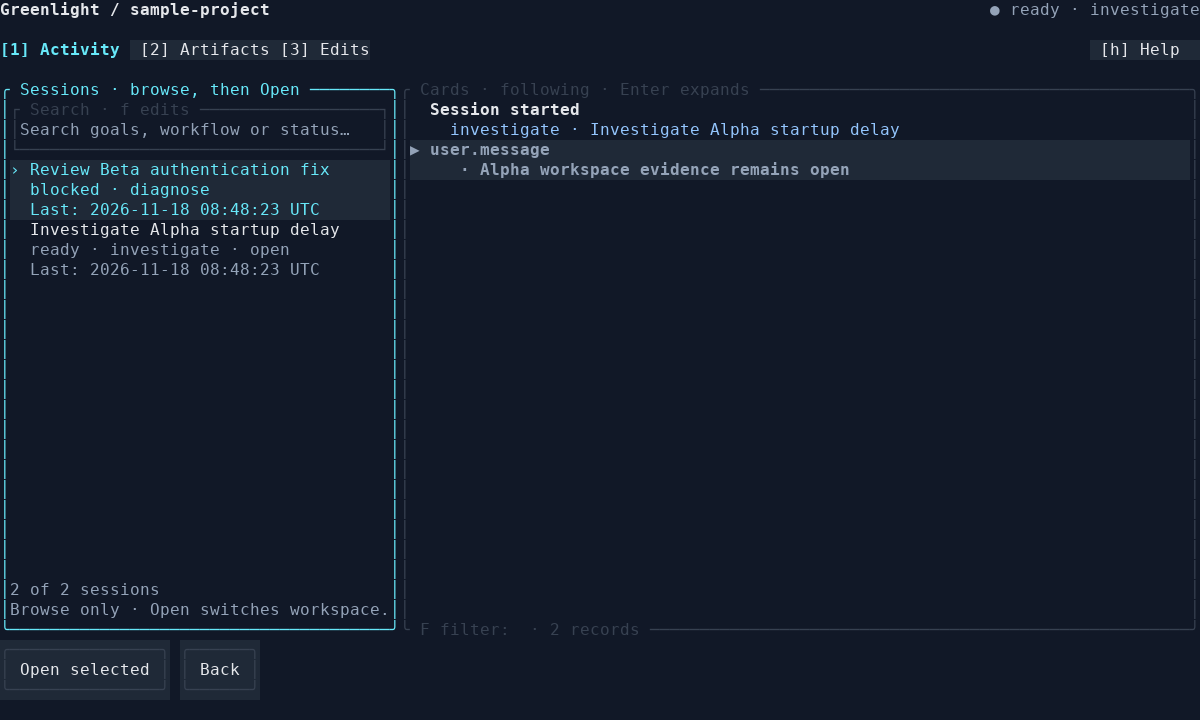 Greenlight / sample-project
● ready · investigate
[1] Activity [2] Artifacts [3] Edits
[h] Help
Sessions · browse, then Open
Search · f edits
Search goals, workflow or status…
› Review Beta authentication fix
blocked · diagnose
Last: 2026-11-18 08:48:23 UTC
Investigate Alpha startup delay
ready · investigate · open
Last: 2026-11-18 08:48:23 UTC
2 of 2 sessions
Browse only · Open switches workspace.
Cards · following · Enter expands
Session started
investigate · Investigate Alpha startup delay
▶ user.message
· Alpha workspace evidence remains open
F filter:  · 2 records
Open selected
Back